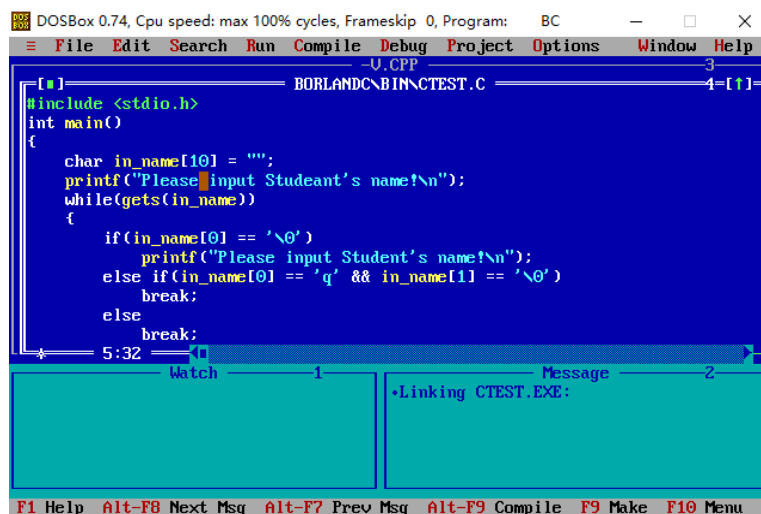 DOSBox 0.74, Cpu speed: max 100% cycles, Frameskip 0, Program: BC
≡ File Edit Search Run Compile Debug Project Options Window Help
V.CPP 3
BORLANDC\BIN\CTEST.C 4=[↑]
#include <stdio.h>
int main()
{
char in_name[10] = "";
printf("Please input Studeant's name!\n");
while(gets(in_name))
{
if(in_name[0] == '\0')
printf("Please input Student's name!\n");
else if(in_name[0] == 'q' && in_name[1] == '\0')
break;
else
break;
5:32
Watch 1
Message 2
•Linking CTEST.EXE:
F1 Help Alt-F8 Next Msg Alt-F7 Prev Msg Alt-F9 Compile F9 Make F10 Menu